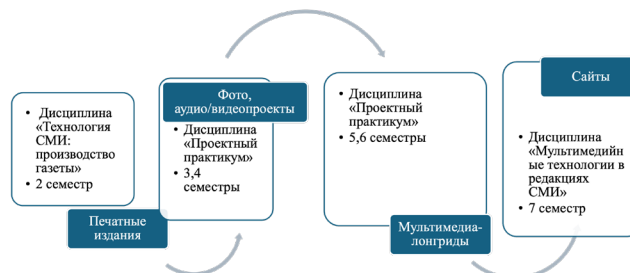 • Дисциплина
«Технология
СМИ:
производство
газеты»
• 2 семестр
Печатные
издания
Фото,
аудио/видеопроекты
• Дисциплина
«Проектный
практикум»
• 3,4
семестры
• Дисциплина
«Проектный
практикум»
• 5,6 семестры
Мультимедиа-
лонгриды
Сайты
• Дисциплина
«Мультимедийн
ые технологии в
редакциях
СМИ»
• 7 семестр